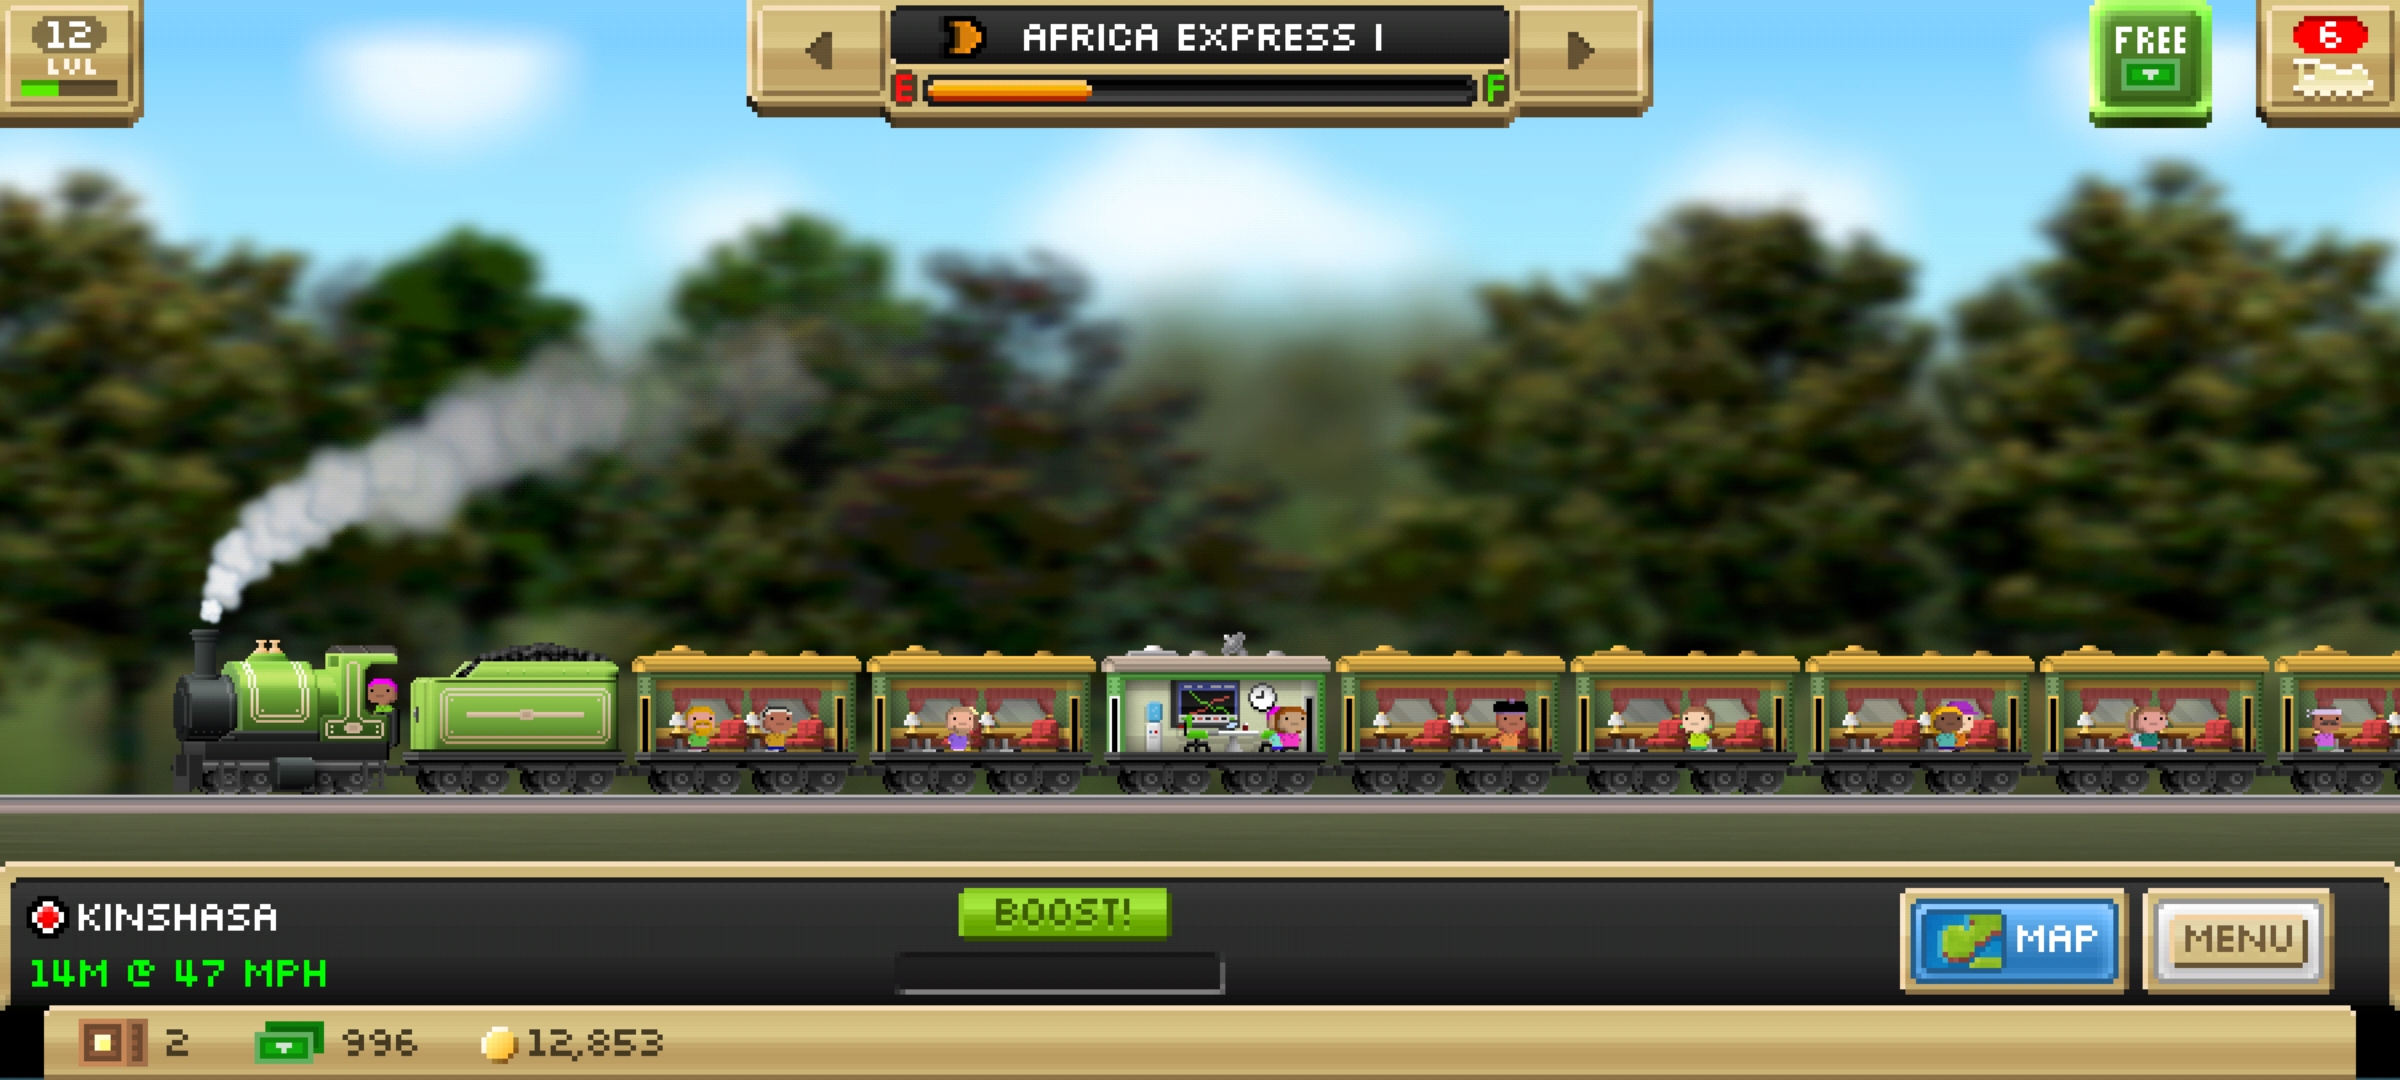 12
LVL
AFRICA EXPRESS I
E F
FREE
6
KINSHASA
14M @ 47 MPH
BOOST!
MAP
MENU
2
996
12,853